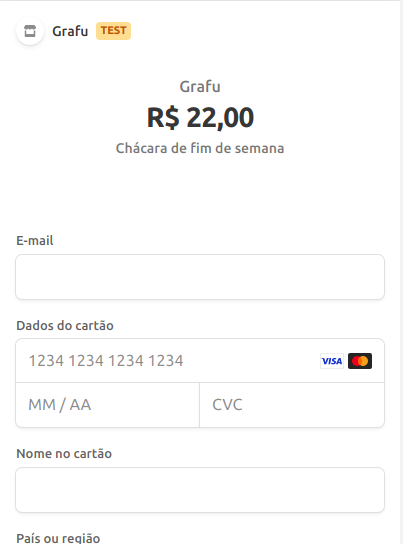 Grafu TEST
Grafu
R$ 22,00
Chácara de fim de semana
E-mail
Dados do cartão
1234 1234 1234 1234 VISA
MM / AA CVC
Nome no cartão
País ou região